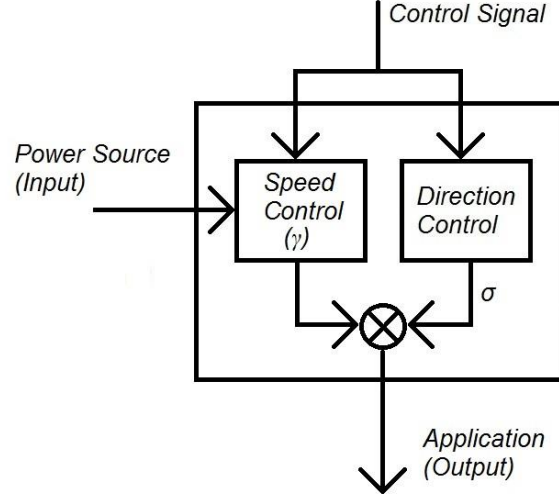 Control Signal
Power Source
(Input)
Speed
Control
(γ)
Direction
Control
σ
Application
(Output)